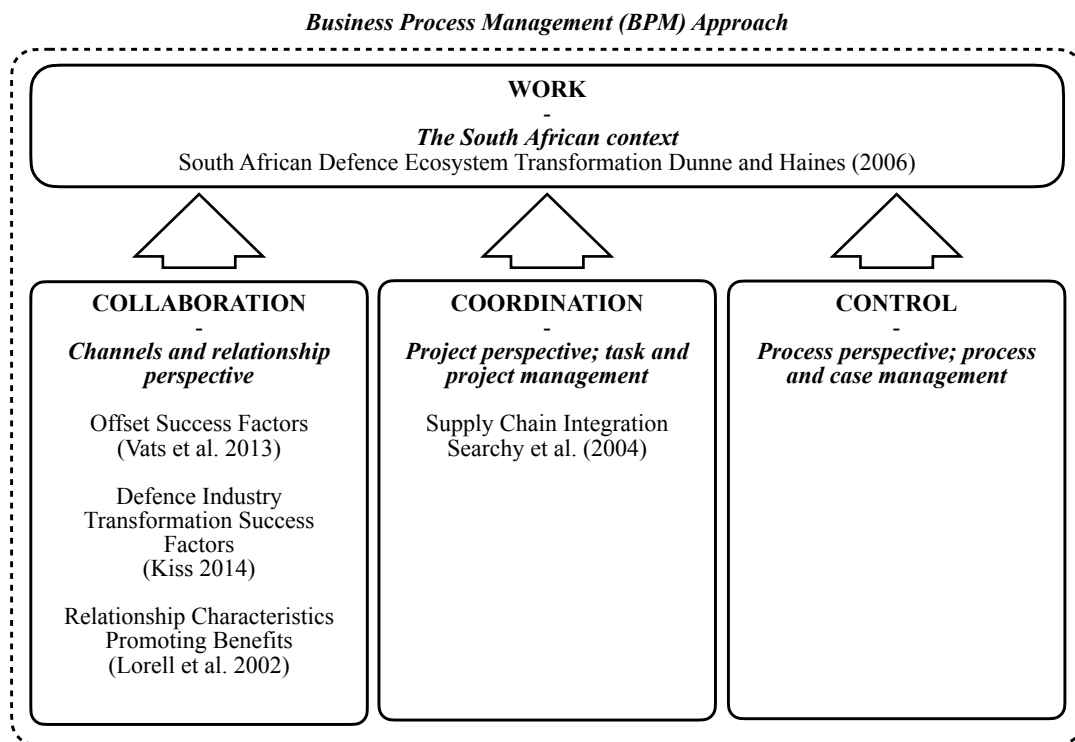 Business Process Management (BPM) Approach
WORK
-
The South African context
South African Defence Ecosystem Transformation Dunne and Haines (2006)
COLLABORATION
-
Channels and relationship
perspective
Offset Success Factors
(Vats et al. 2013)
Defence Industry
Transformation Success
Factors
(Kiss 2014)
Relationship Characteristics
Promoting Benefits
(Lorell et al. 2002)
COORDINATION
-
Project perspective; task and
project management
Supply Chain Integration
Searchy et al. (2004)
CONTROL
-
Process perspective; process
and case management